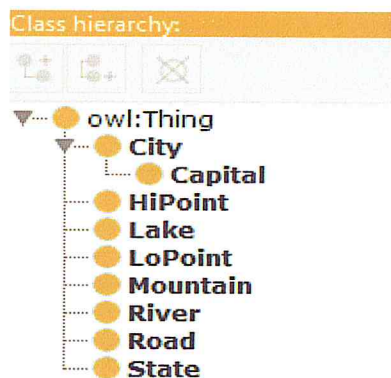 Class hierarchy:
owl:Thing
City
Capital
HiPoint
Lake
LoPoint
Mountain
River
Road
State